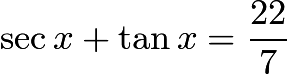 sec x + tan x = 22/7